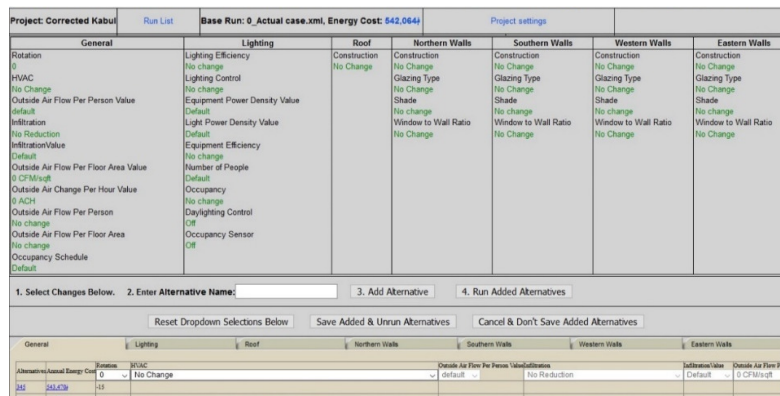 Project: Corrected Kabul Run List Base Run: 0_Actual case.xml, Energy Cost: 542,064؋ Project settings
General Lighting Roof Northern Walls Southern Walls Western Walls Eastern Walls
Rotation Lighting Efficiency Construction Construction Construction Construction Construction
0 No change No Change No Change No Change No Change No Change
HVAC Lighting Control Glazing Type Glazing Type Glazing Type Glazing Type
No Change No change No Change No Change No Change No Change
Outside Air Flow Per Person Value Equipment Power Density Value Shade Shade Shade Shade
default Default No change No change No change No change
Infiltration Light Power Density Value Window to Wall Ratio Window to Wall Ratio Window to Wall Ratio Window to Wall Ratio
No Reduction Default No Change No Change No Change No Change
InfiltrationValue Equipment Efficiency
Default No change
Outside Air Flow Per Floor Area Value Number of People
0 CFM/sqft Default
Outside Air Change Per Hour Value Occupancy
0 ACH No change
Outside Air Flow Per Person Daylighting Control
No change Off
Outside Air Flow Per Floor Area Occupancy Sensor
No change Off
Occupancy Schedule
Default
1. Select Changes Below. 2. Enter Alternative Name: 3. Add Alternative 4. Run Added Alternatives
Reset Dropdown Selections Below Save Added & Unrun Alternatives Cancel & Don't Save Added Alternatives
General Lighting Roof Northern Walls Southern Walls Western Walls Eastern Walls
Alternatives Annual Energy Cost Rotation HVAC Outside Air Flow Per Person Value Infiltration InfiltrationValue Outside Air Flow P
0 No Change default No Reduction Default 0 CFM/sqft
345 -15